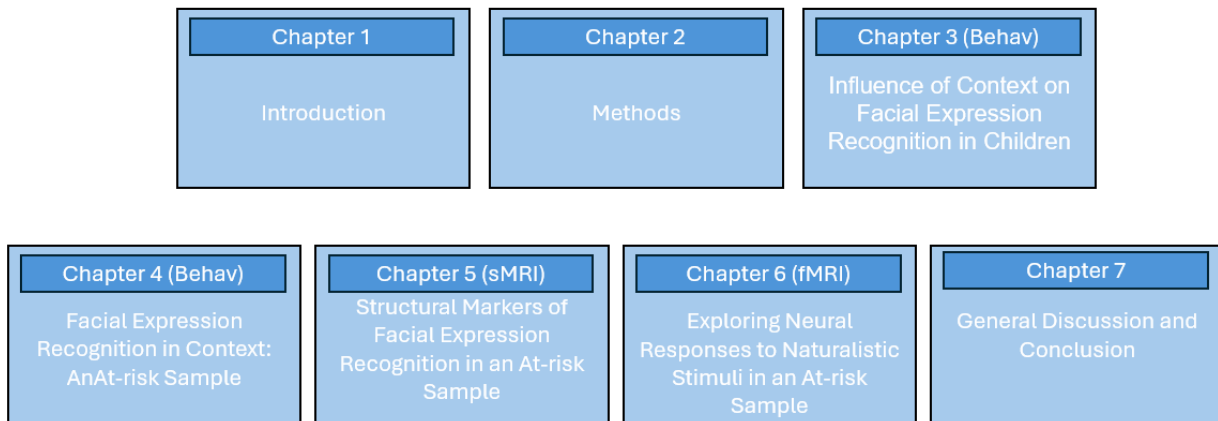 Chapter 1
Introduction
Chapter 2
Methods
Chapter 3 (Behav)
Influence of Context on
Facial Expression
Recognition in Children
Chapter 4 (Behav)
Facial Expression
Recognition in Context:
AnAt-risk Sample
Chapter 5 (sMRI)
Structural Markers of
Facial Expression
Recognition in an At-risk
Sample
Chapter 6 (fMRI)
Exploring Neural
Responses to Naturalistic
Stimuli in an At-risk
Sample
Chapter 7
General Discussion and
Conclusion